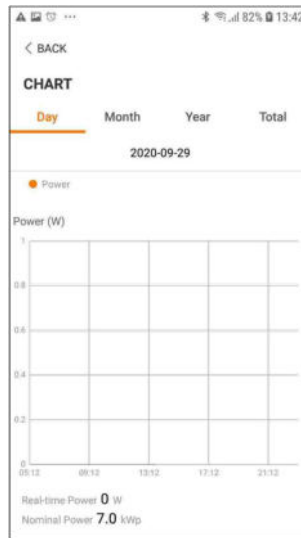 82% 13:42
< BACK
CHART
Day Month Year Total
2020-09-29
Power
Power (W)
1
0.8
0.6
0.4
0.2
0
05:12 09:12 13:12 17:12 21:12
Real-time Power 0 W
Nominal Power 7.0 kWp